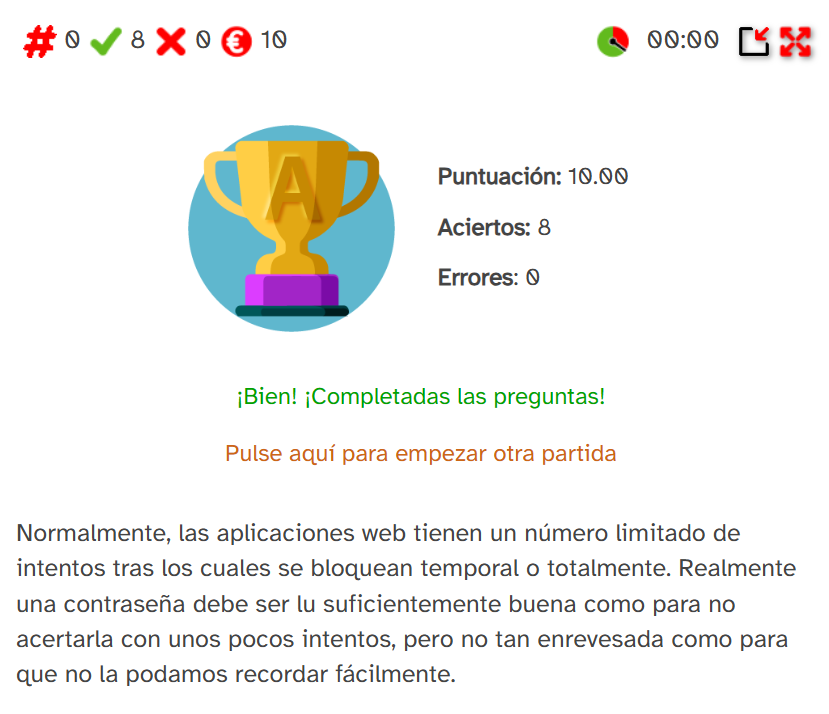 0 8 0 10 00:00
A
Puntuación: 10.00
Aciertos: 8
Errores: 0
¡Bien! ¡Completadas las preguntas!
Pulse aquí para empezar otra partida
Normalmente, las aplicaciones web tienen un número limitado de
intentos tras los cuales se bloquean temporal o totalmente. Realmente
una contraseña debe ser lu suficientemente buena como para no
acertarla con unos pocos intentos, pero no tan enrevesada como para
que no la podamos recordar fácilmente.